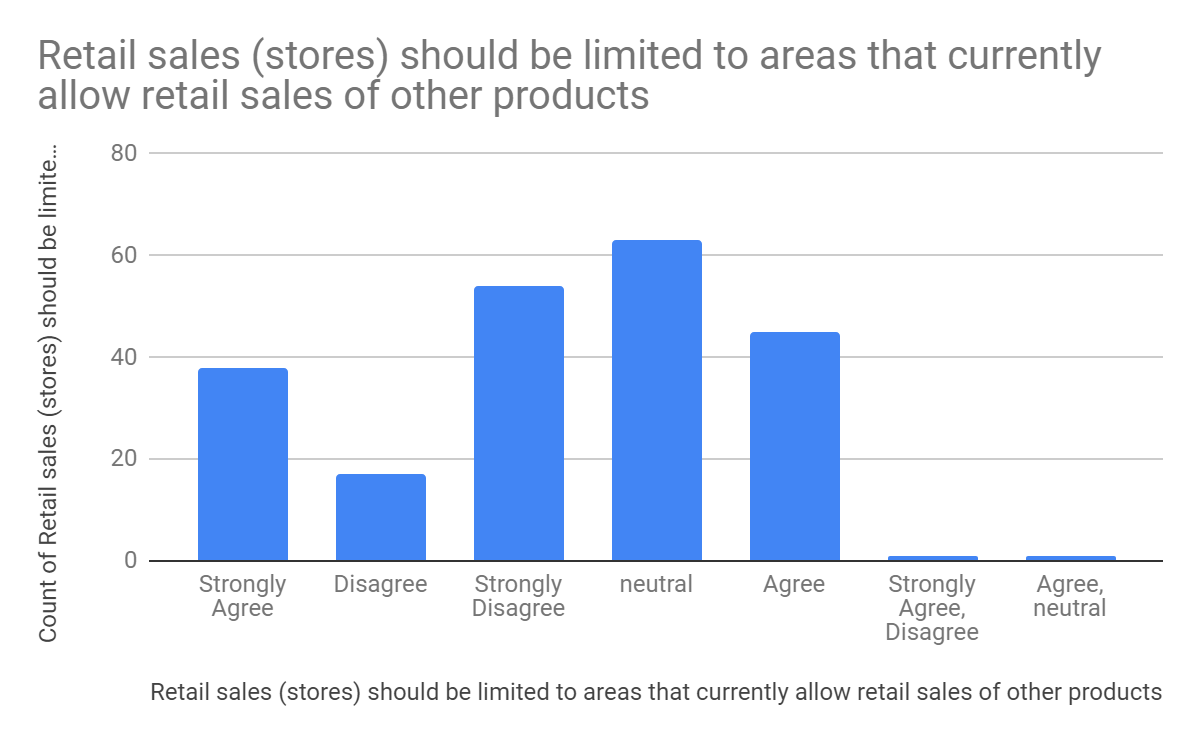 Retail sales (stores) should be limited to areas that currently
allow retail sales of other products
Count of Retail sales (stores) should be limite...
80
60
40
20
0
Strongly
Agree
Disagree
Strongly
Disagree
neutral
Agree
Strongly
Agree,
Disagree
Agree,
neutral
Retail sales (stores) should be limited to areas that currently allow retail sales of other products